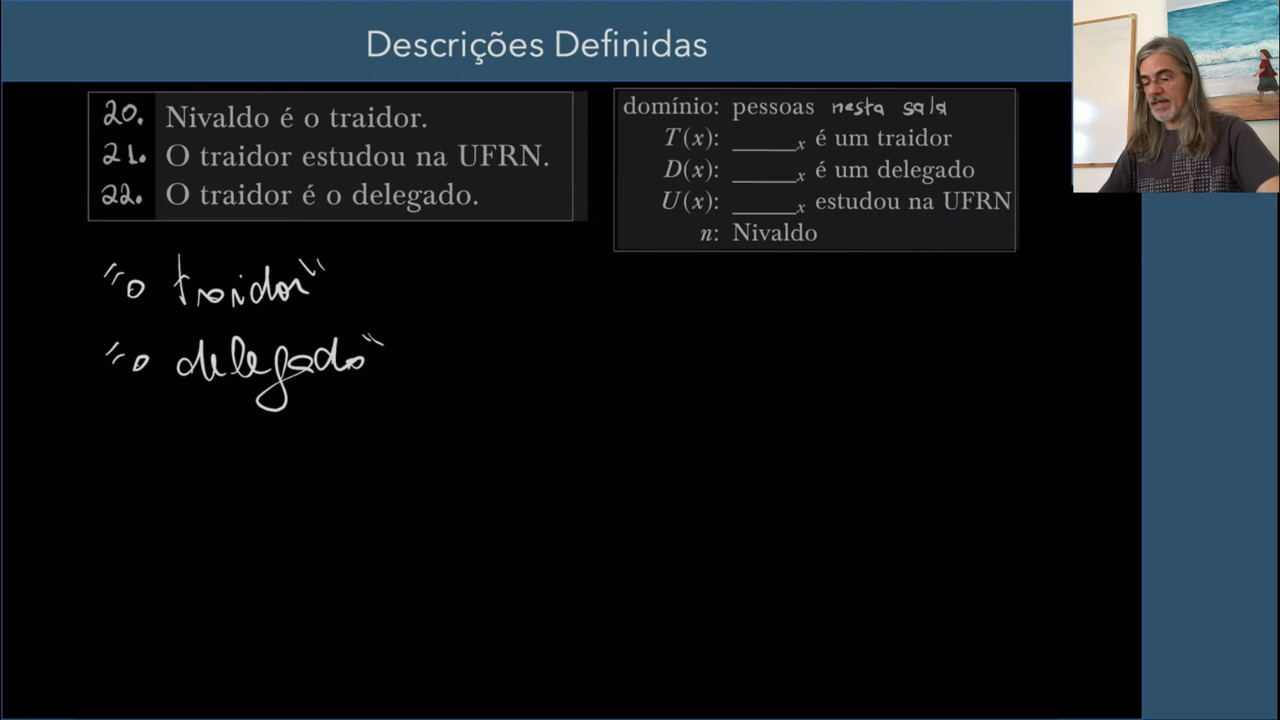 Descrições Definidas
20. Nivaldo é o traidor.
21. O traidor estudou na UFRN.
22. O traidor é o delegado.
domínio: pessoas nesta sala
T(x): ______x é um traidor
D(x): ______x é um delegado
U(x): ______x estudou na UFRN
n: Nivaldo
"o traidor"
"o delegado"